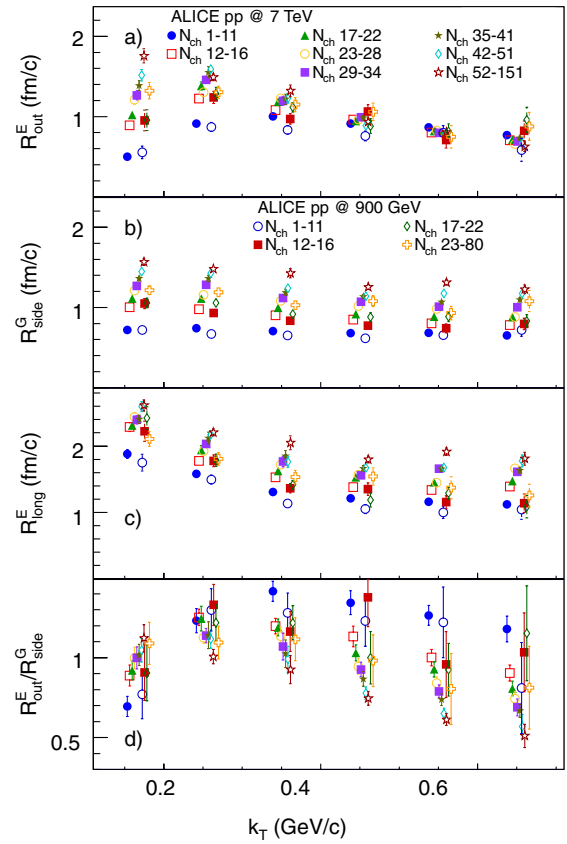 ALICE pp @ 7 TeV
a)
N_ch 1-11
N_ch 17-22
N_ch 35-41
N_ch 12-16
N_ch 23-28
N_ch 42-51
N_ch 29-34
N_ch 52-151
R^E_out (fm/c)
2
1
ALICE pp @ 900 GeV
b)
N_ch 1-11
N_ch 17-22
N_ch 12-16
N_ch 23-80
R^G_side (fm/c)
2
1
R^E_long (fm/c)
2
1
c)
R^E_out/R^G_side
1
0.5
d)
0.2
0.4
0.6
k_T (GeV/c)